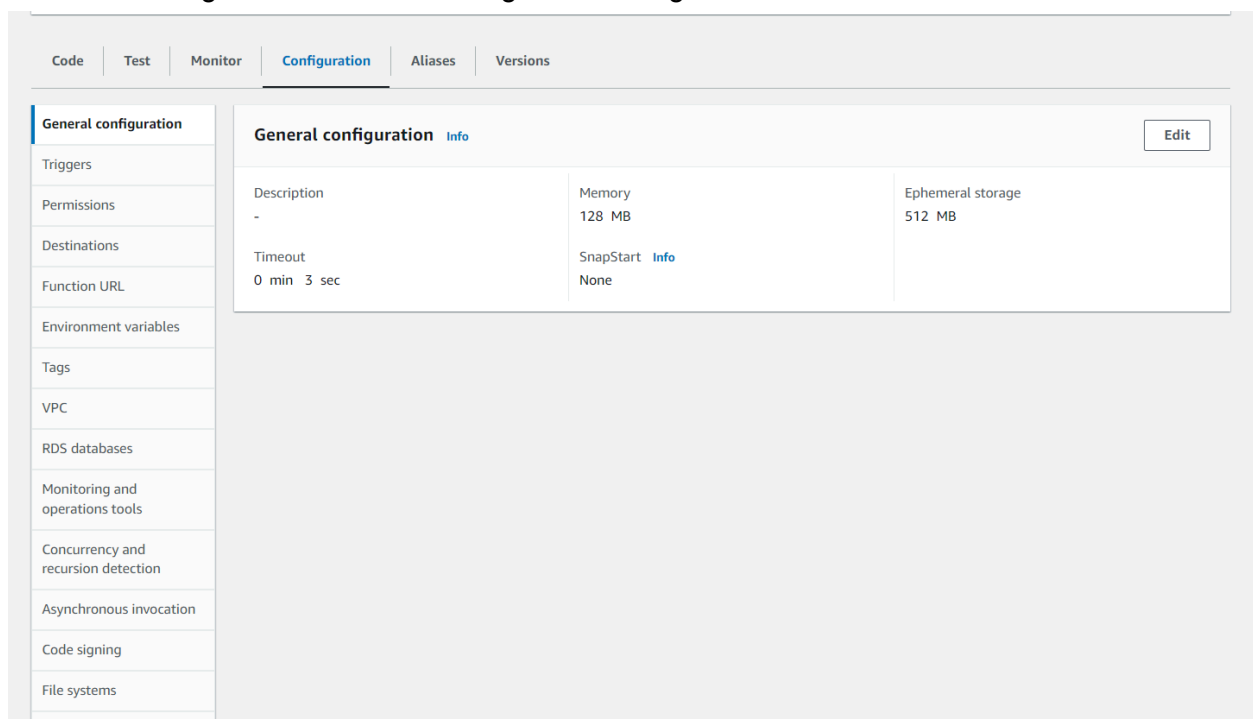 Code Test Monitor Configuration Aliases Versions
General configuration
Triggers
Permissions
Destinations
Function URL
Environment variables
Tags
VPC
RDS databases
Monitoring and
operations tools
Concurrency and
recursion detection
Asynchronous invocation
Code signing
File systems
General configuration Info
Edit
Description
-
Memory
128 MB
Ephemeral storage
512 MB
Timeout
0 min 3 sec
SnapStart Info
None